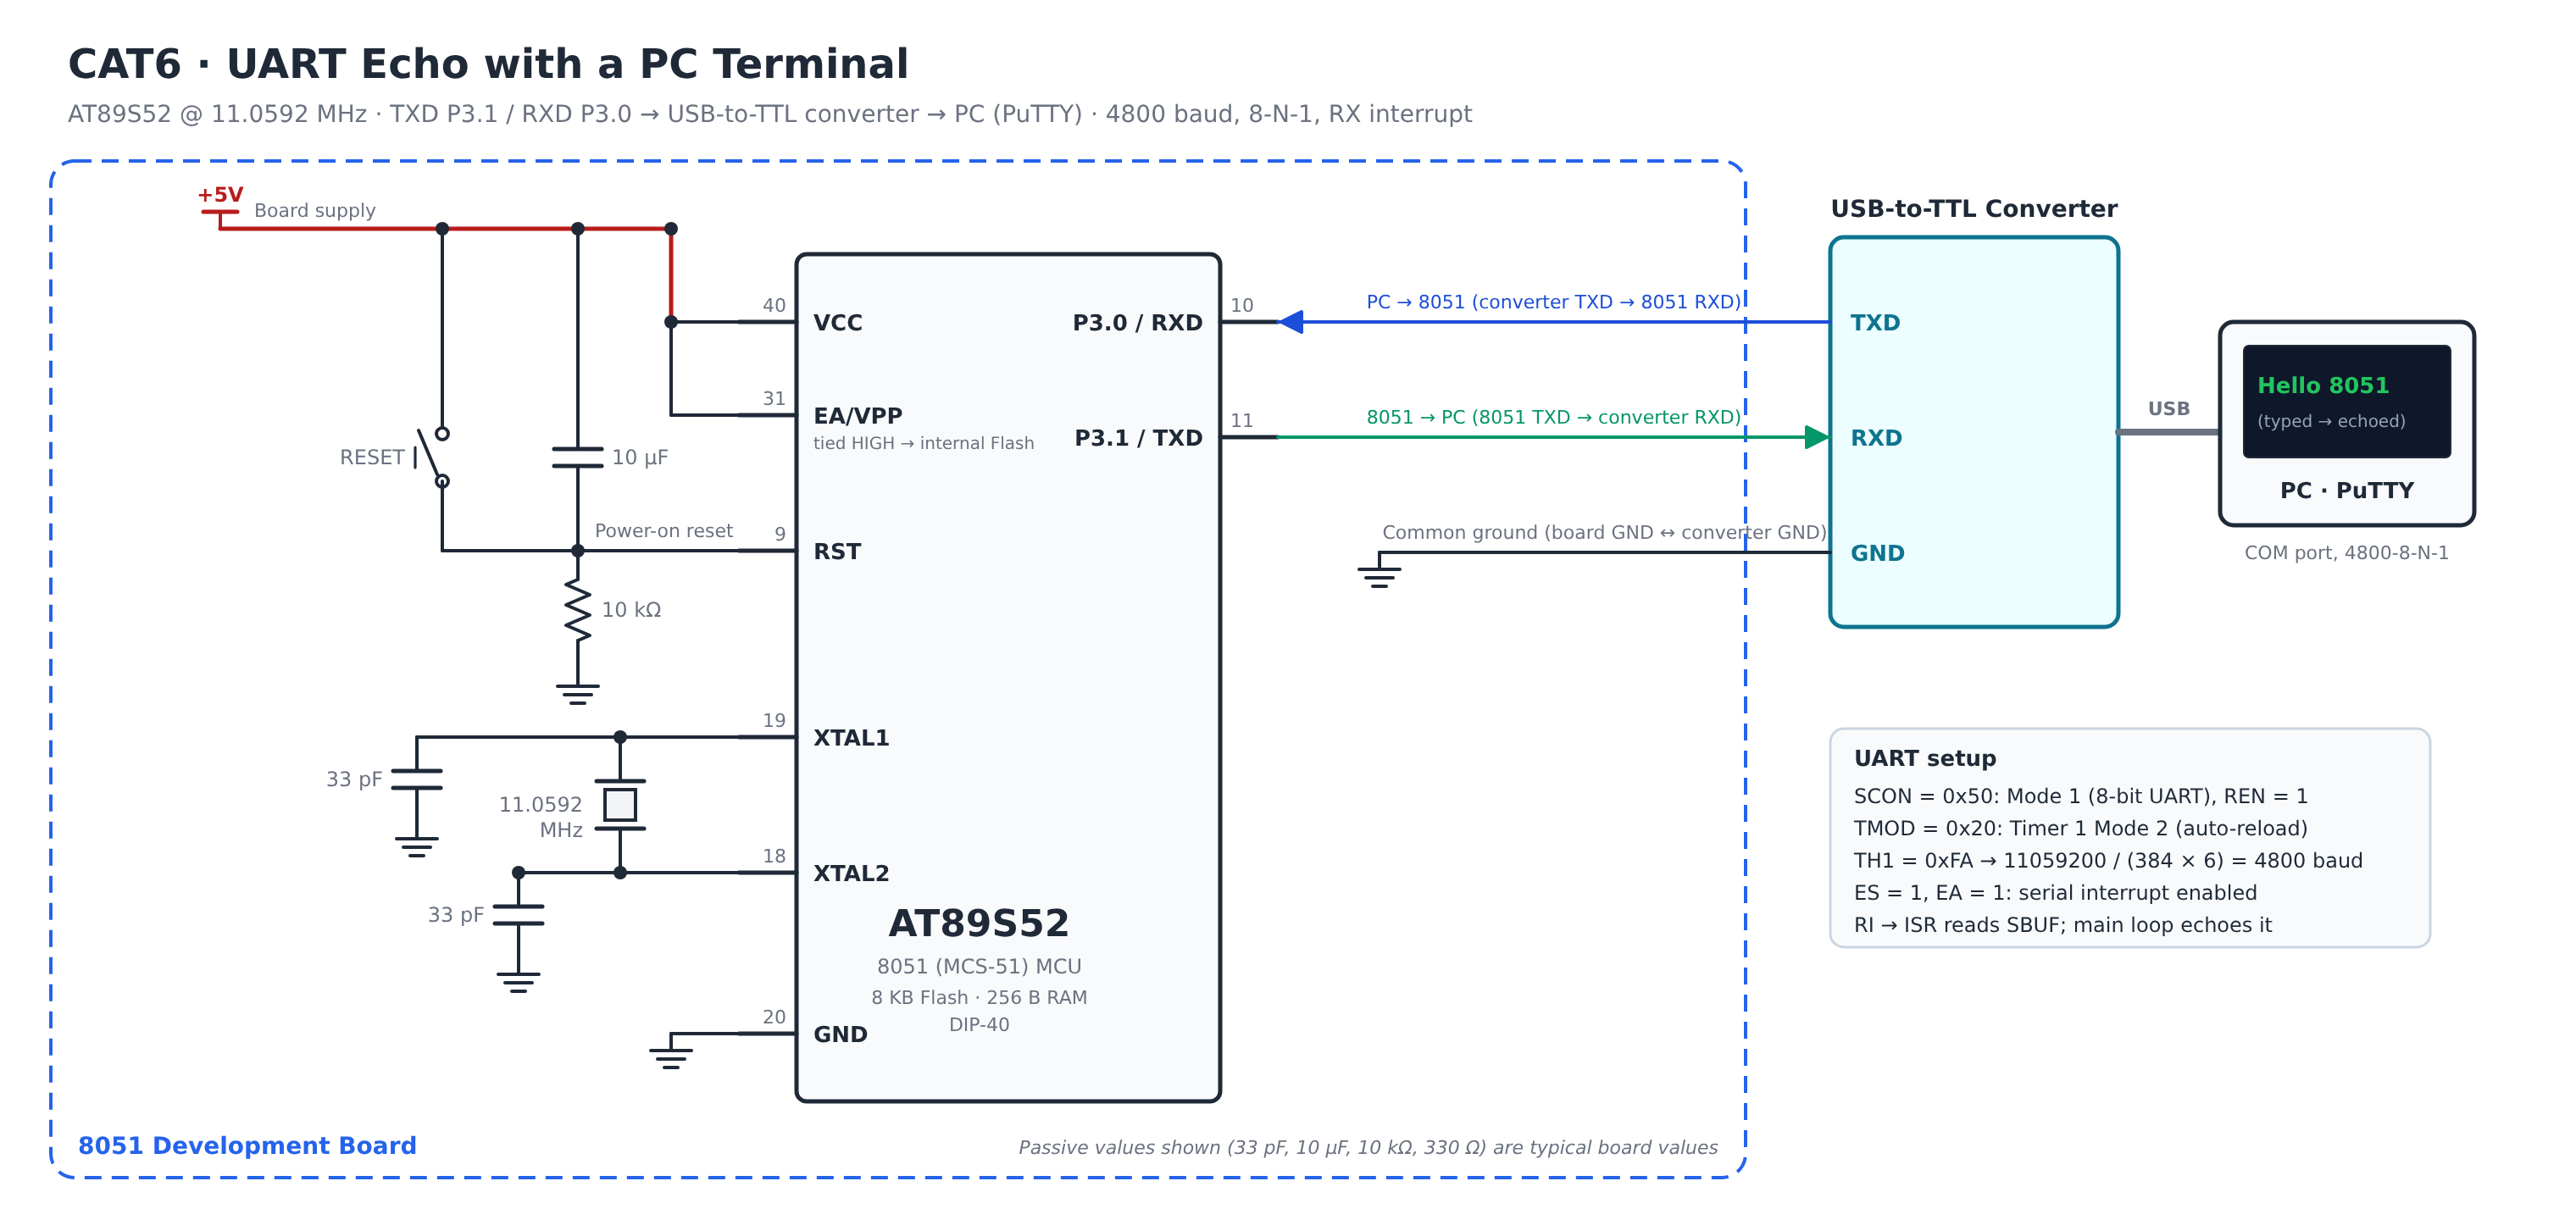 CAT6 · UART Echo with a PC Terminal
AT89S52 @ 11.0592 MHz · TXD P3.1 / RXD P3.0 → USB-to-TTL converter → PC (PuTTY) · 4800 baud, 8-N-1, RX interrupt
+5V
Board supply
RESET
10 µF
Power-on reset
10 kΩ
33 pF
11.0592
MHz
33 pF
40
VCC
31
EA/VPP
tied HIGH → internal Flash
9
RST
19
XTAL1
18
XTAL2
20
GND
P3.0 / RXD
10
P3.1 / TXD
11
AT89S52
8051 (MCS-51) MCU
8 KB Flash · 256 B RAM
DIP-40
PC → 8051 (converter TXD → 8051 RXD)
8051 → PC (8051 TXD → converter RXD)
Common ground (board GND ↔ converter GND)
USB-to-TTL Converter
TXD
RXD
GND
USB
Hello 8051
(typed → echoed)
PC · PuTTY
COM port, 4800-8-N-1
UART setup
SCON = 0x50: Mode 1 (8-bit UART), REN = 1
TMOD = 0x20: Timer 1 Mode 2 (auto-reload)
TH1 = 0xFA → 11059200 / (384 × 6) = 4800 baud
ES = 1, EA = 1: serial interrupt enabled
RI → ISR reads SBUF; main loop echoes it
8051 Development Board
Passive values shown (33 pF, 10 µF, 10 kΩ, 330 Ω) are typical board values